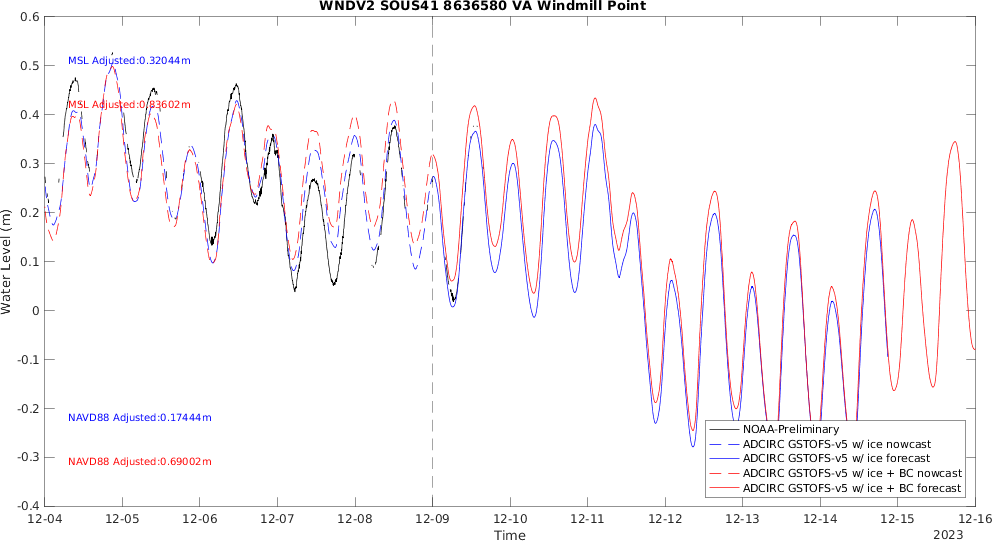 WNDV2 SOUS41 8636580 VA Windmill Point
0.6
0.5
0.4
0.3
0.2
0.1
0
-0.1
-0.2
-0.3
-0.4
Water Level (m)
MSL Adjusted:0.32044m
MSL Adjusted:0.83602m
NAVD88 Adjusted:0.17444m
NAVD88 Adjusted:0.69002m
NOAA-Preliminary
ADCIRC GSTOFS-v5 w/ ice nowcast
ADCIRC GSTOFS-v5 w/ ice forecast
ADCIRC GSTOFS-v5 w/ ice + BC nowcast
ADCIRC GSTOFS-v5 w/ ice + BC forecast
12-04 12-05 12-06 12-07 12-08 12-09 12-10 12-11 12-12 12-13 12-14 12-15 12-16
Time
2023